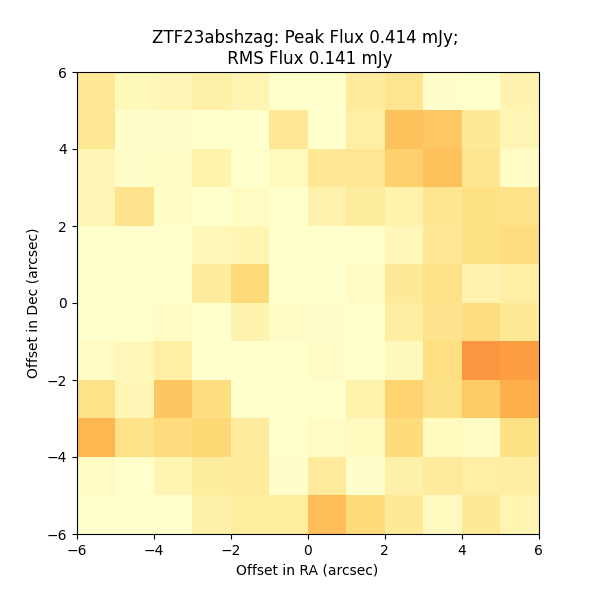 ZTF23abshzag: Peak Flux 0.414 mJy;
RMS Flux 0.141 mJy
6
4
2
0
−2
−4
−6
Offset in Dec (arcsec)
−6 −4 −2 0 2 4 6
Offset in RA (arcsec)